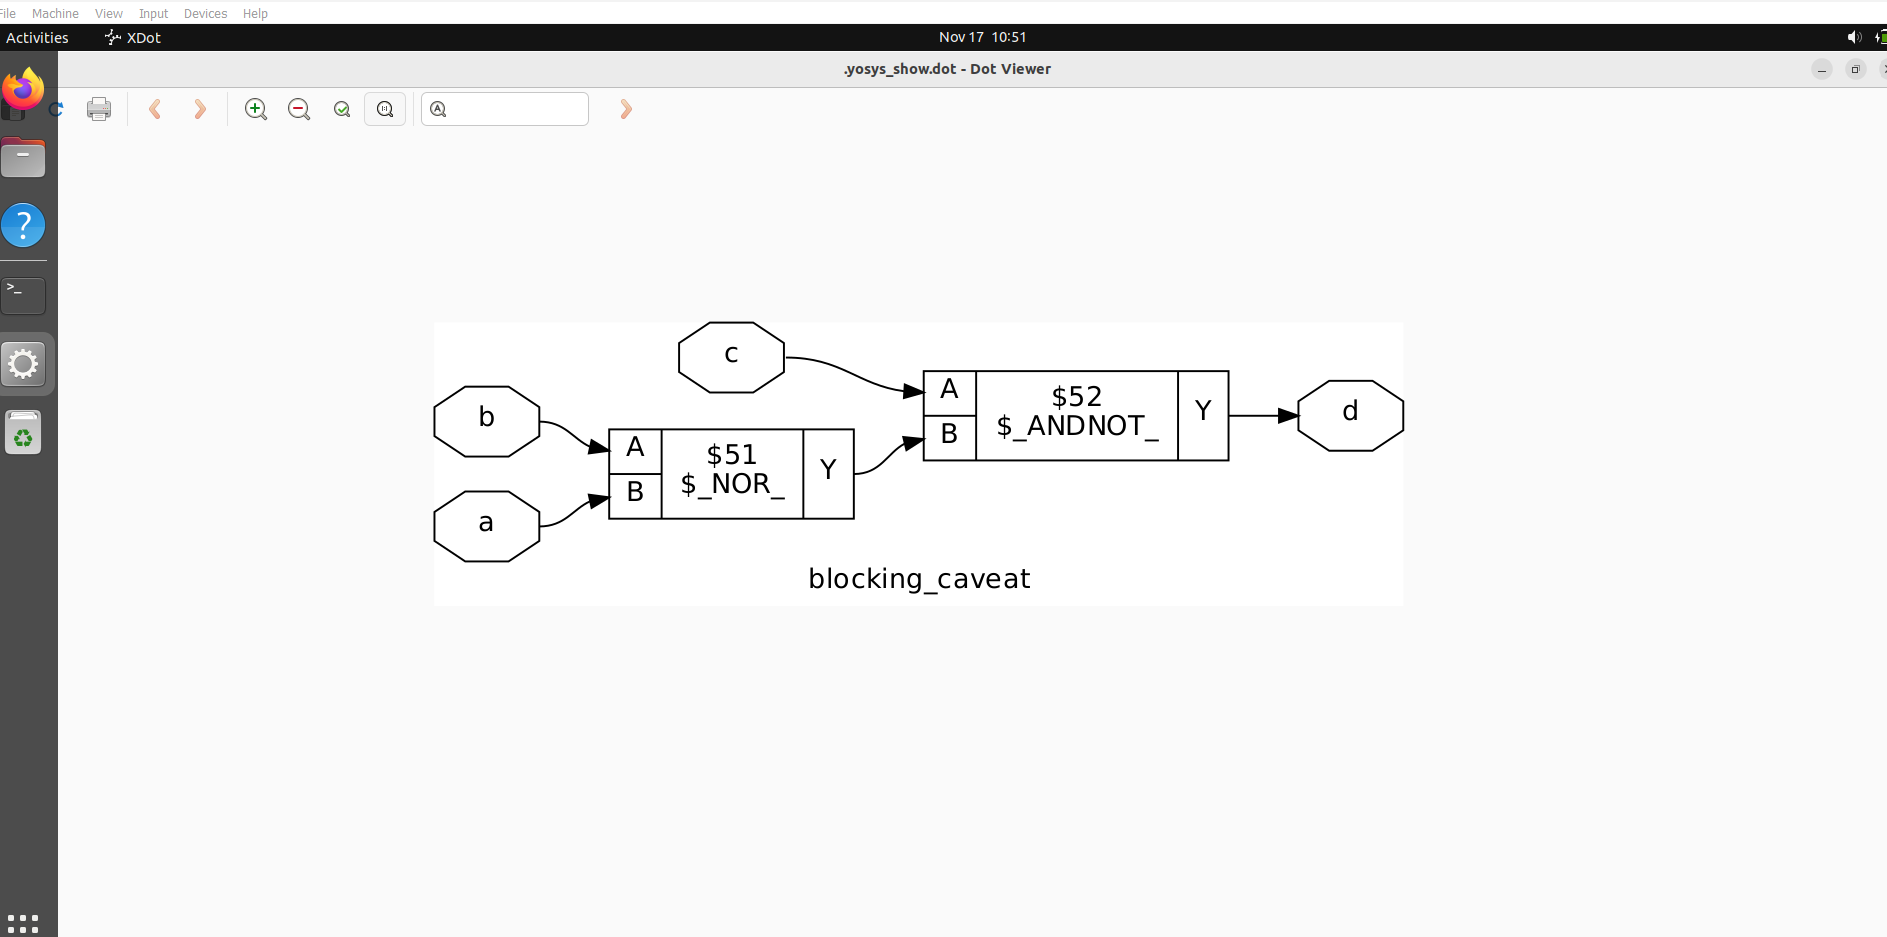 File Machine View Input Devices Help
Activities XDot Nov 17 10:51
.yosys_show.dot - Dot Viewer
c
b
a
A
B
$51
$_NOR_
Y
A
B
$52
$_ANDNOT_
Y
d
blocking_caveat